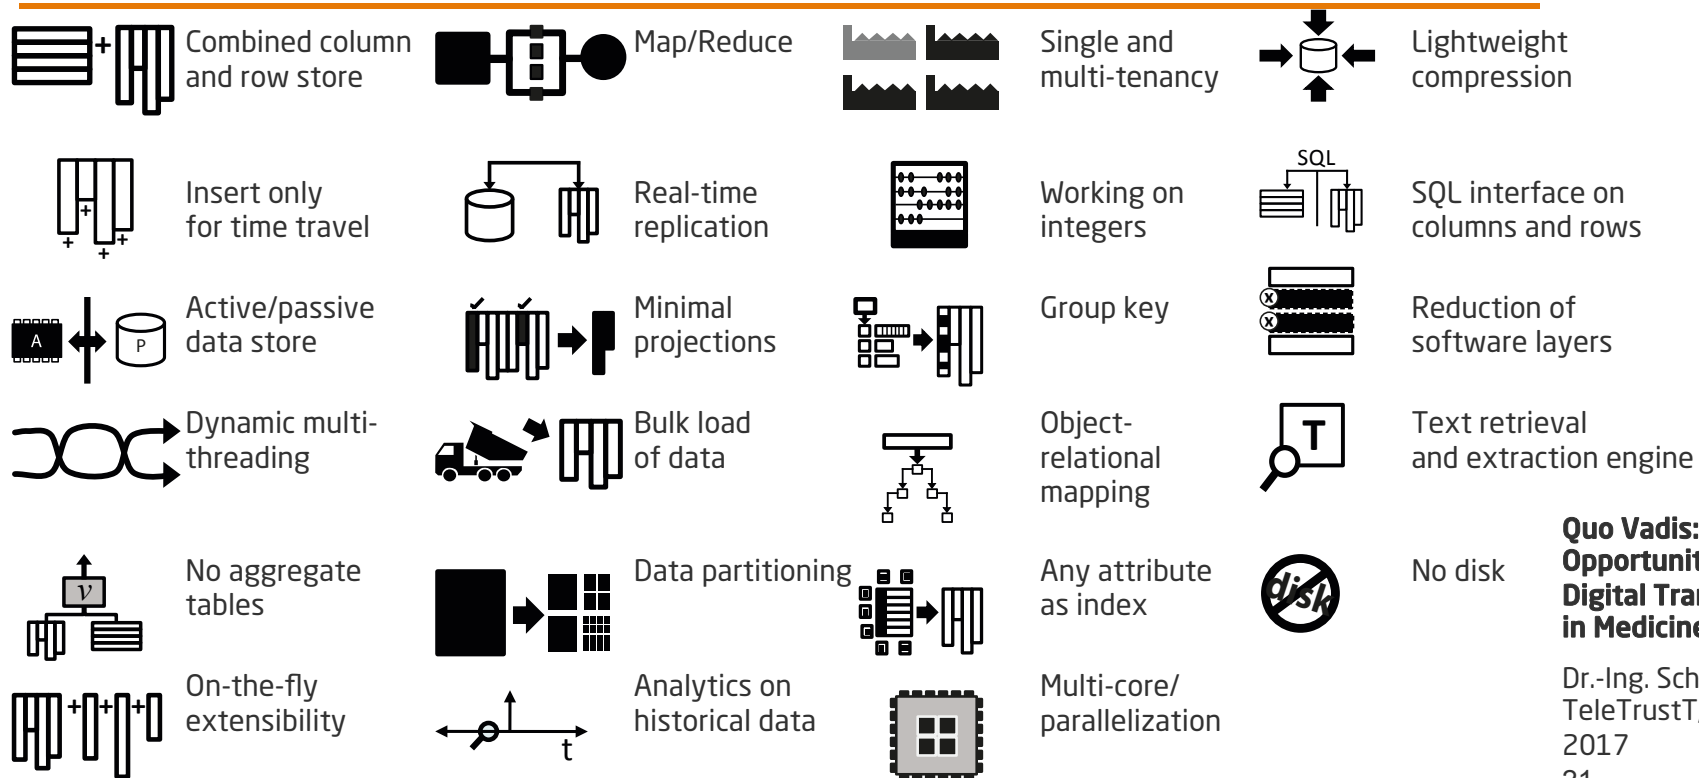 Combined column
and row store
Map/Reduce
Single and
multi-tenancy
Lightweight
compression
Insert only
for time travel
Real-time
replication
Working on
integers
SQL
SQL interface on
columns and rows
A
P
Active/passive
data store
Minimal
projections
Group key
X
X
Reduction of
software layers
Dynamic multi-
threading
Bulk load
of data
Object-
relational
mapping
T
Text retrieval
and extraction engine
v
No aggregate
tables
Data partitioning
Any attribute
as index
disk
No disk
On-the-fly
extensibility
t
Analytics on
historical data
Multi-core/
parallelization
Quo Vadis:
Digital
in Medicine
Dr.-Ing.
2017